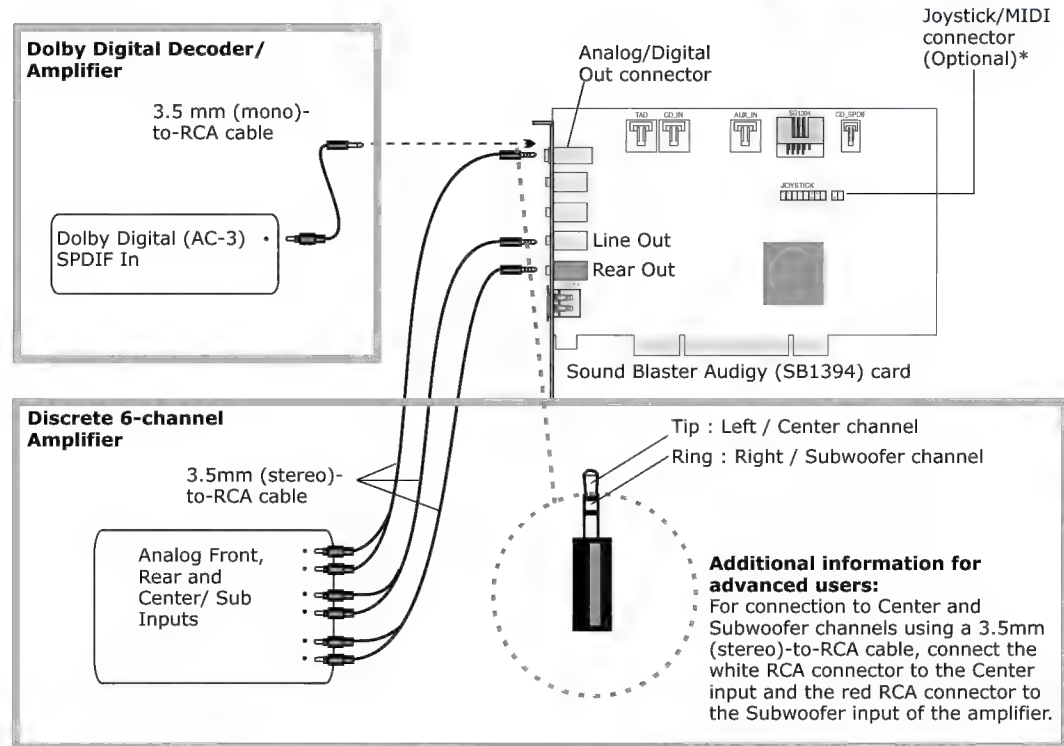 Joystick/MIDI
connector
(Optional)*
Dolby Digital Decoder/
Amplifier
Analog/Digital
Out connector
3.5 mm (mono)-
to-RCA cable
TAD
CD_IN
AUX_IN
SB1394
CD_SPDIF
JOYSTICK
Dolby Digital (AC-3)
SPDIF In
Line Out
Rear Out
Sound Blaster Audigy (SB1394) card
Discrete 6-channel
Amplifier
Tip : Left / Center channel
Ring : Right / Subwoofer channel
3.5mm (stereo)-
to-RCA cable
Analog Front,
Rear and
Center/ Sub
Inputs
Additional information for
advanced users:
For connection to Center and
Subwoofer channels using a 3.5mm
(stereo)-to-RCA cable, connect the
white RCA connector to the Center
input and the red RCA connector to
the Subwoofer input of the amplifier.